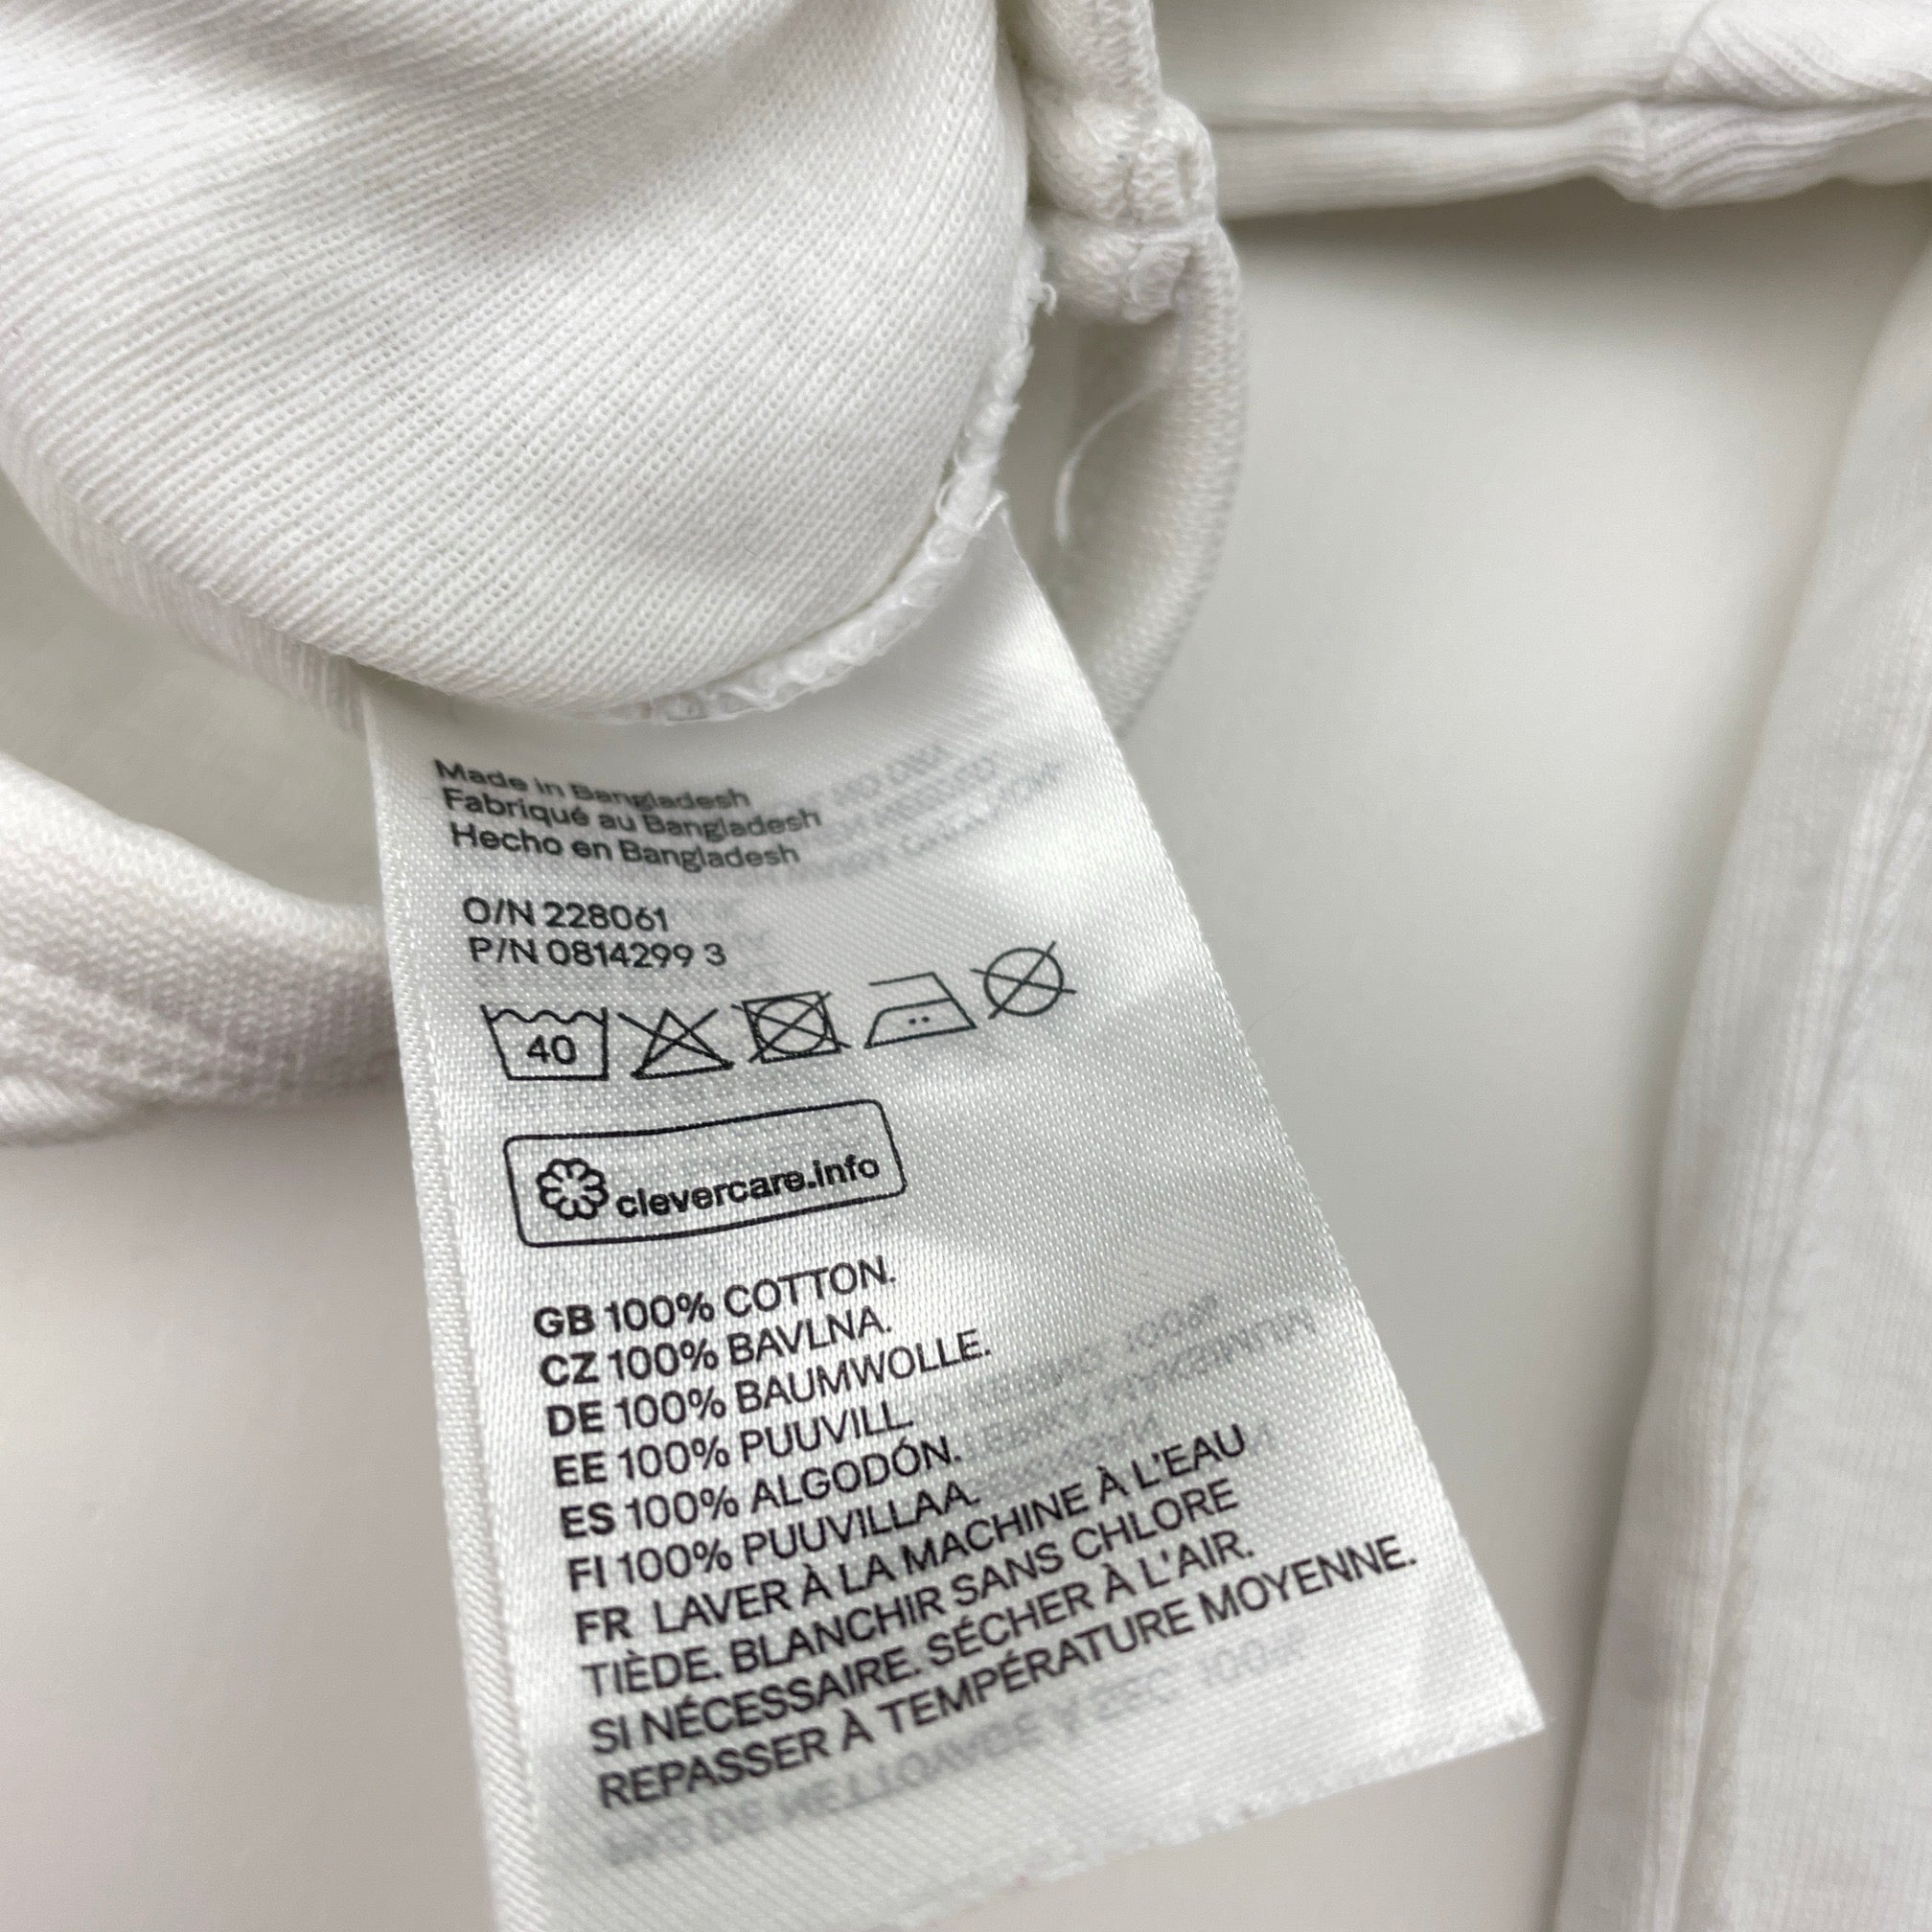 Made in Bangladesh
Fabriqué au Bangladesh
Hecho en Bangladesh
O/N 228061
P/N 0814299 3
40
clevercare.info
GB 100% COTTON.
CZ 100% BAVLNA.
DE 100% BAUMWOLLE.
EE 100% PUUVILL.
ES 100% ALGODÓN.
FI 100% PUUVILLAA.
FR LAVER À LA MACHINE À L'EAU
TIÈDE. BLANCHIR SANS CHLORE
SI NÉCESSAIRE. SÉCHER À L'AIR.
REPASSER À TEMPÉRATURE MOYENNE.